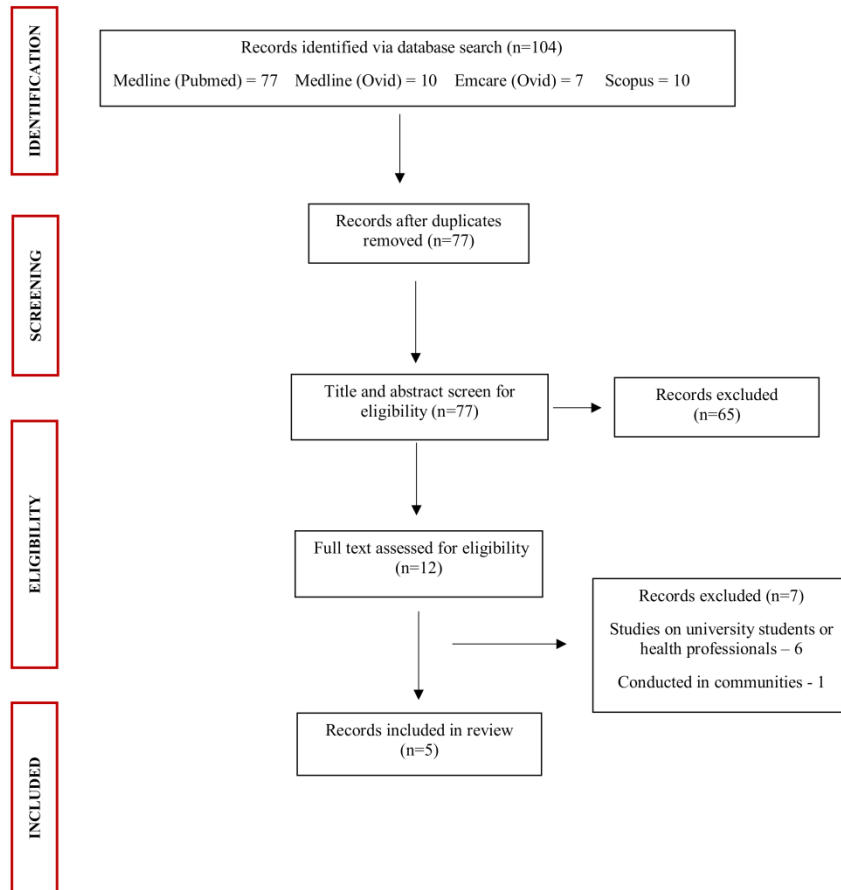 IDENTIFICATION
Records identified via database search (n=104)
Medline (Pubmed) = 77 Medline (Ovid) = 10 Emcare (Ovid) = 7 Scopus = 10
SCREENING
Records after duplicates
removed (n=77)
Title and abstract screen for
eligibility (n=77)
Records excluded
(n=65)
ELIGIBILITY
Full text assessed for eligibility
(n=12)
Records excluded (n=7)
Studies on university students or
health professionals – 6
Conducted in communities - 1
INCLUDED
Records included in review
(n=5)